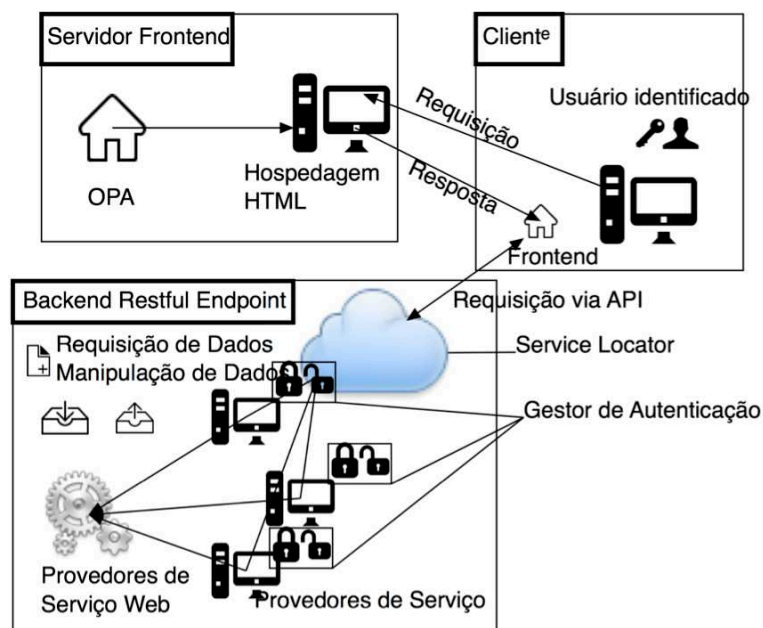 Servidor Frontend
Cliente
Usuário identificado
Requisição
Resposta
OPA
Hospedagem
HTML
Frontend
Backend Restful Endpoint
Requisição via API
Requisição de Dados
Manipulação de Dados
Service Locator
Gestor de Autenticação
Provedores de
Serviço Web
Provedores de Serviço